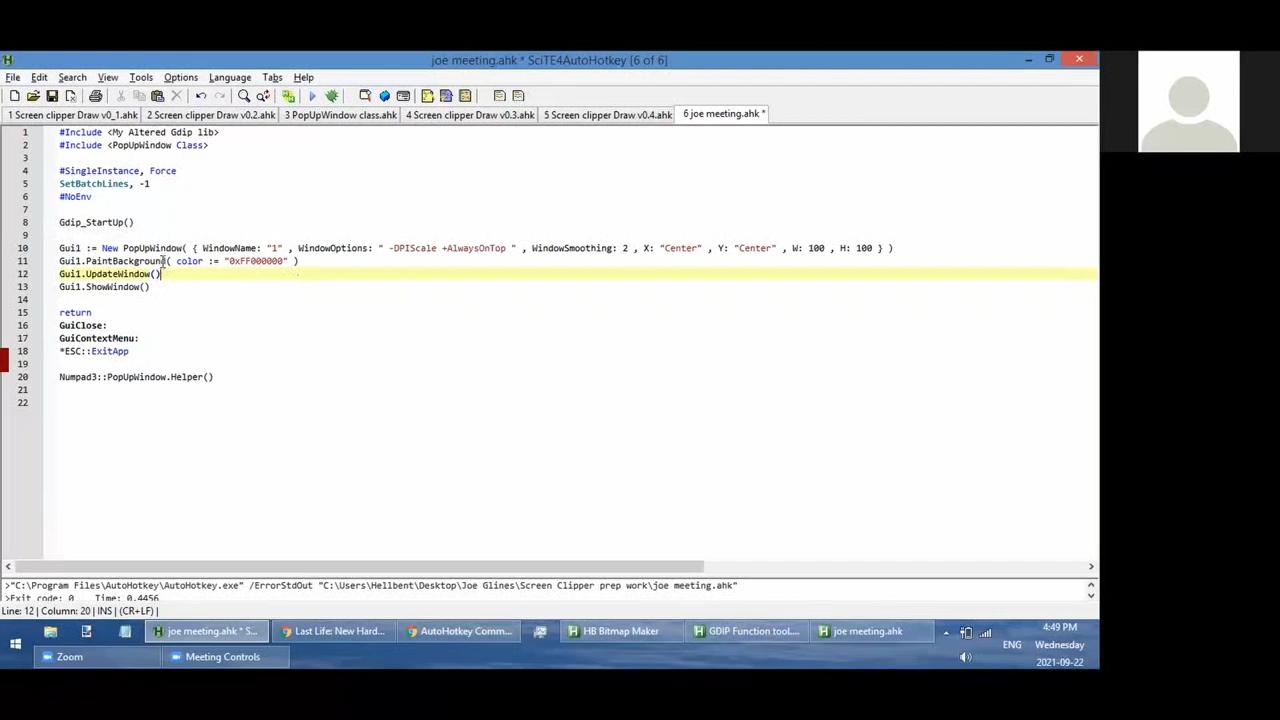 joe meeting.ahk * SciTE4AutoHotkey [6 of 6]
File Edit Search View Tools Options Language Tabs Help
1 Screen clipper Draw v0_1.ahk 2 Screen clipper Draw v0.2.ahk 3 PopUpWindow class.ahk 4 Screen clipper Draw v0.3.ahk 5 Screen clipper Draw v0.4.ahk 6 joe meeting.ahk *
1 #Include <My Altered Gdip lib>
2 #Include <PopUpWindow Class>
3
4 #SingleInstance, Force
5 SetBatchLines, -1
6 #NoEnv
7
8 Gdip_StartUp()
9
10 Gui1 := New PopUpWindow( { WindowName: "1" , WindowOptions: " -DPIScale +AlwaysOnTop " , WindowSmoothing: 2 , X: "Center" , Y: "Center" , W: 100 , H: 100 } )
11 Gui1.PaintBackground( color := "0xFF000000" )
12 Gui1.UpdateWindow()
13 Gui1.ShowWindow()
14
15 return
16 GuiClose:
17 GuiContextMenu:
18 *ESC::ExitApp
19
20 Numpad3::PopUpWindow.Helper()
21
22
>"C:\Program Files\AutoHotkey\AutoHotkey.exe" /ErrorStdOut "C:\Users\Hellbent\Desktop\Joe Glines\Screen Clipper prep work\joe meeting.ahk"
>Exit code: 0 Time: 0.4456
Line: 12 | Column: 20 | INS | (CR+LF) |
joe meeting.ahk * S... Last Life: New Hard... AutoHotkey Comm... HB Bitmap Maker GDIP Function tool.... joe meeting.ahk
Zoom Meeting Controls
ENG
4:49 PM
Wednesday
2021-09-22